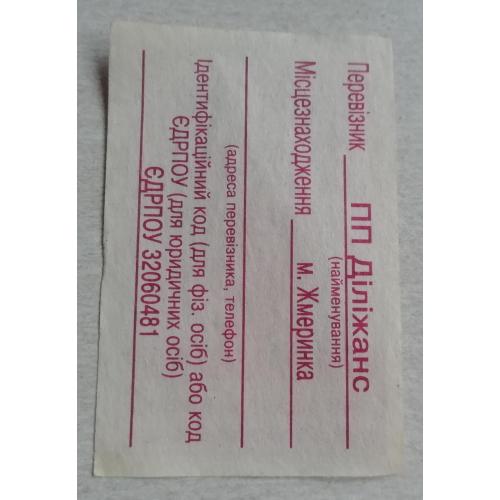 Перевізник ПП Діліжанс
(найменування)
Місцезнаходження м. Жмеринка
(адреса перевізника, телефон)
Ідентифікаційний код (для фіз. осіб) або код
ЄДРПОУ (для юридичних осіб)
ЄДРПОУ 32060481